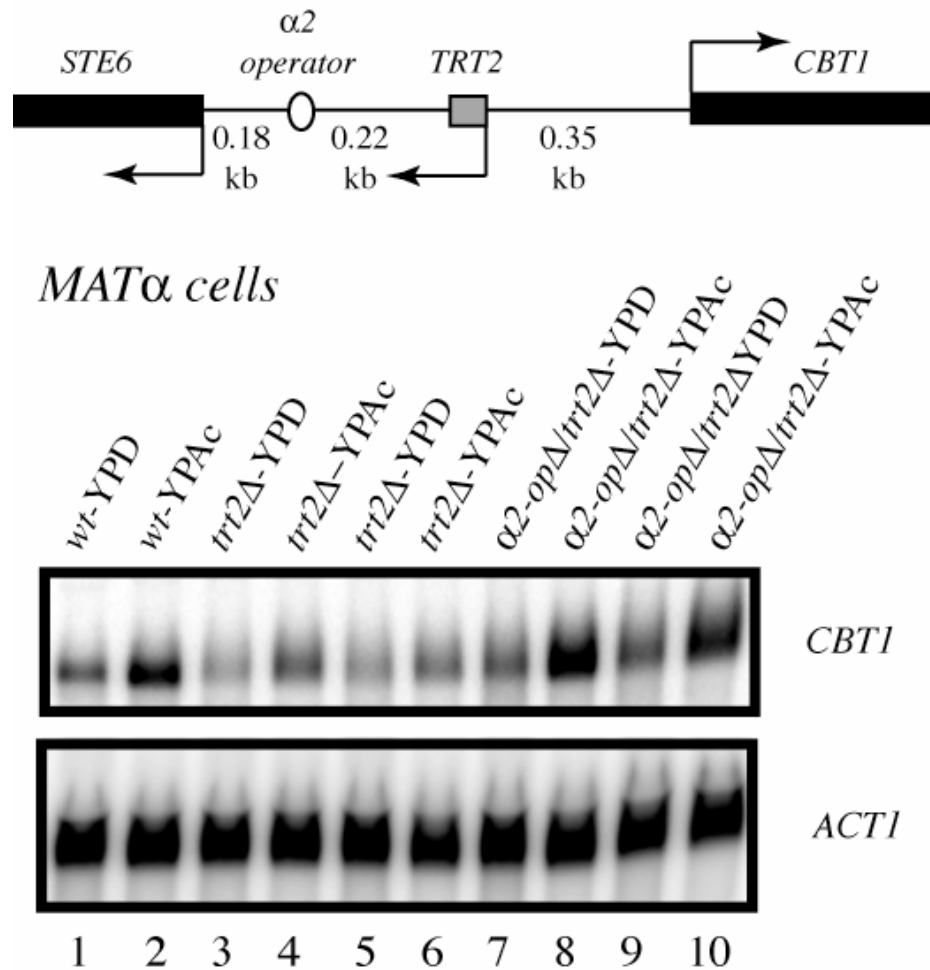 α2
STE6 operator TRT2 CBT1
0.18 0.22 0.35
kb kb kb
MATα cells
wt-YPD
wt-YPAc
trt2Δ-YPD
trt2Δ–YPAc
trt2Δ-YPD
trt2Δ-YPAc
α2-opΔ/trt2Δ-YPD
α2-opΔ/trt2Δ-YPAc
α2-opΔ/trt2ΔYPD
α2-opΔ/trt2Δ-YPAc
CBT1
ACT1
1 2 3 4 5 6 7 8 9 10